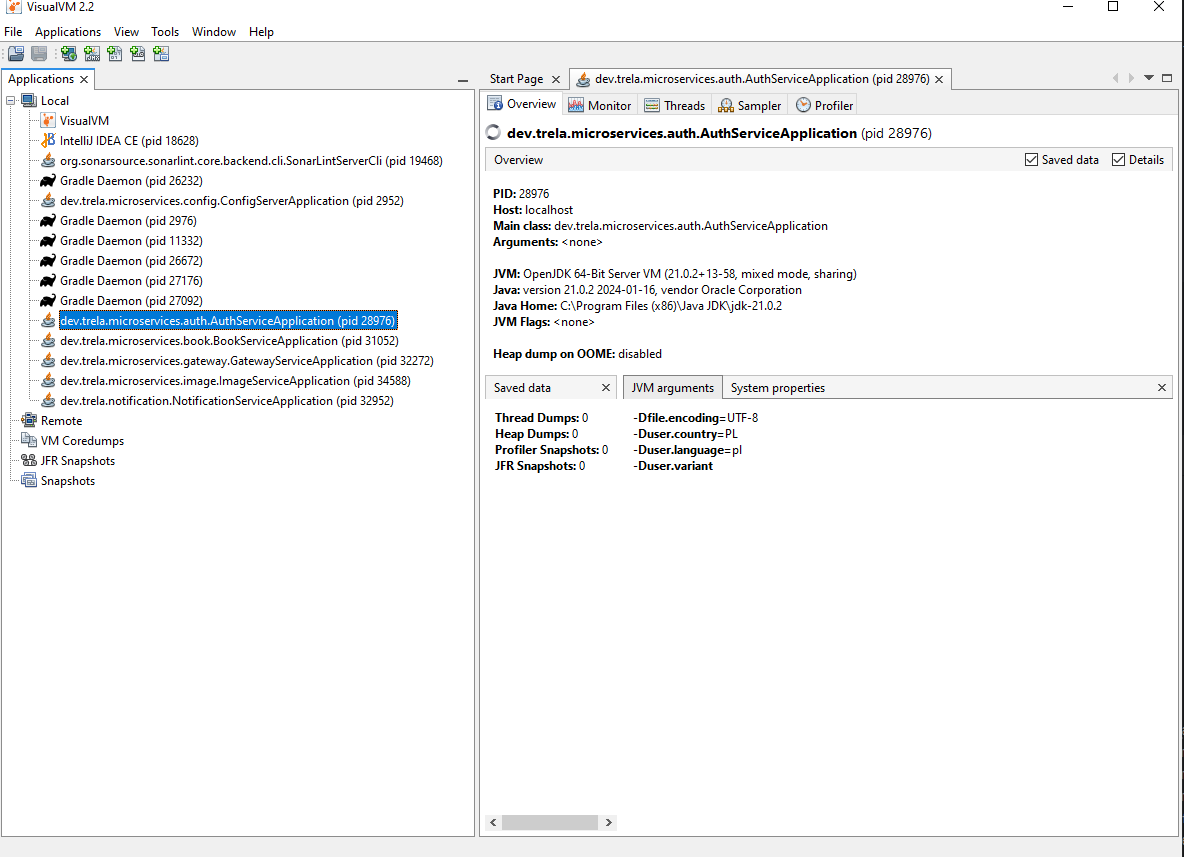 VisualVM 2.2
File Applications View Tools Window Help
Applications
Start Page
dev.trela.microservices.auth.AuthServiceApplication (pid 28976)
Local
VisualVM
IntelliJ IDEA CE (pid 18628)
org.sonarsource.sonarlint.core.backend.cli.SonarLintServerCli (pid 19468)
Gradle Daemon (pid 26232)
dev.trela.microservices.config.ConfigServerApplication (pid 2952)
Gradle Daemon (pid 2976)
Gradle Daemon (pid 11332)
Gradle Daemon (pid 26672)
Gradle Daemon (pid 27176)
Gradle Daemon (pid 27092)
dev.trela.microservices.auth.AuthServiceApplication (pid 28976)
dev.trela.microservices.book.BookServiceApplication (pid 31052)
dev.trela.microservices.gateway.GatewayServiceApplication (pid 32272)
dev.trela.microservices.image.ImageServiceApplication (pid 34588)
dev.trela.notification.NotificationServiceApplication (pid 32952)
Remote
VM Coredumps
JFR Snapshots
Snapshots
Overview Monitor Threads Sampler Profiler
dev.trela.microservices.auth.AuthServiceApplication (pid 28976)
Overview Saved data Details
PID: 28976
Host: localhost
Main class: dev.trela.microservices.auth.AuthServiceApplication
Arguments: <none>
JVM: OpenJDK 64-Bit Server VM (21.0.2+13-58, mixed mode, sharing)
Java: version 21.0.2 2024-01-16, vendor Oracle Corporation
Java Home: C:\Program Files (x86)\Java JDK\jdk-21.0.2
JVM Flags: <none>
Heap dump on OOME: disabled
Saved data
Thread Dumps: 0
Heap Dumps: 0
Profiler Snapshots: 0
JFR Snapshots: 0
JVM arguments System properties
-Dfile.encoding=UTF-8
-Duser.country=PL
-Duser.language=pl
-Duser.variant